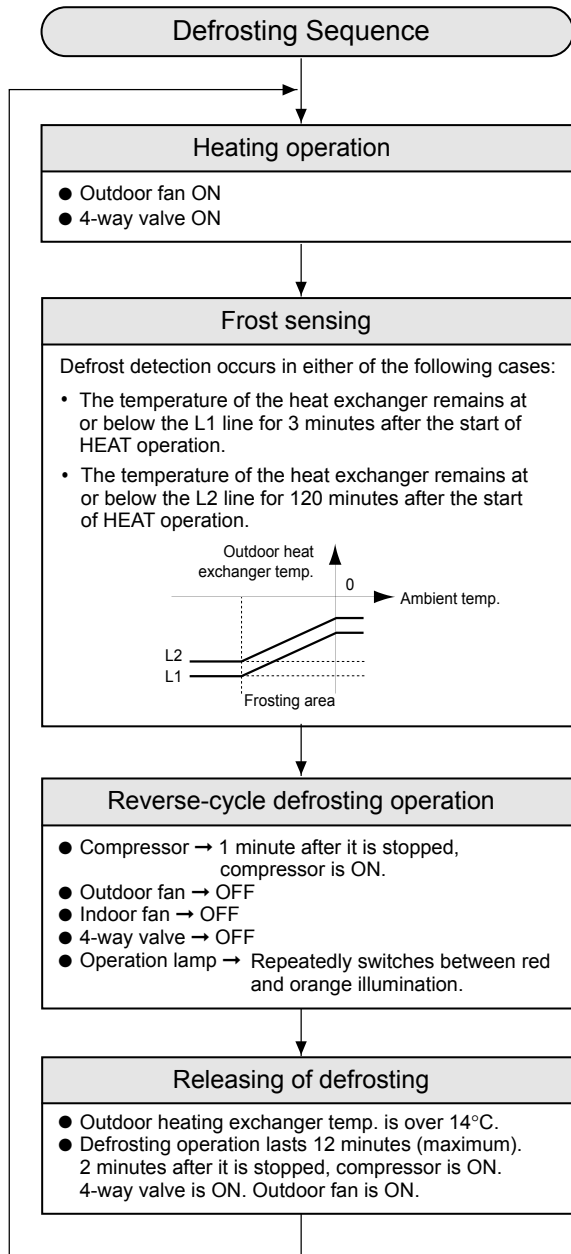 Defrosting Sequence
Heating operation
● Outdoor fan ON
● 4-way valve ON
Frost sensing
Defrost detection occurs in either of the following cases:
• The temperature of the heat exchanger remains at
or below the L1 line for 3 minutes after the start of
HEAT operation.
• The temperature of the heat exchanger remains at
or below the L2 line for 120 minutes after the start
of HEAT operation.
Outdoor heat
exchanger temp.
0
Ambient temp.
L2
L1
Frosting area
Reverse-cycle defrosting operation
● Compressor → 1 minute after it is stopped,
compressor is ON.
● Outdoor fan → OFF
● Indoor fan → OFF
● 4-way valve → OFF
● Operation lamp → Repeatedly switches between red
and orange illumination.
Releasing of defrosting
● Outdoor heating exchanger temp. is over 14°C.
● Defrosting operation lasts 12 minutes (maximum).
2 minutes after it is stopped, compressor is ON.
4-way valve is ON. Outdoor fan is ON.